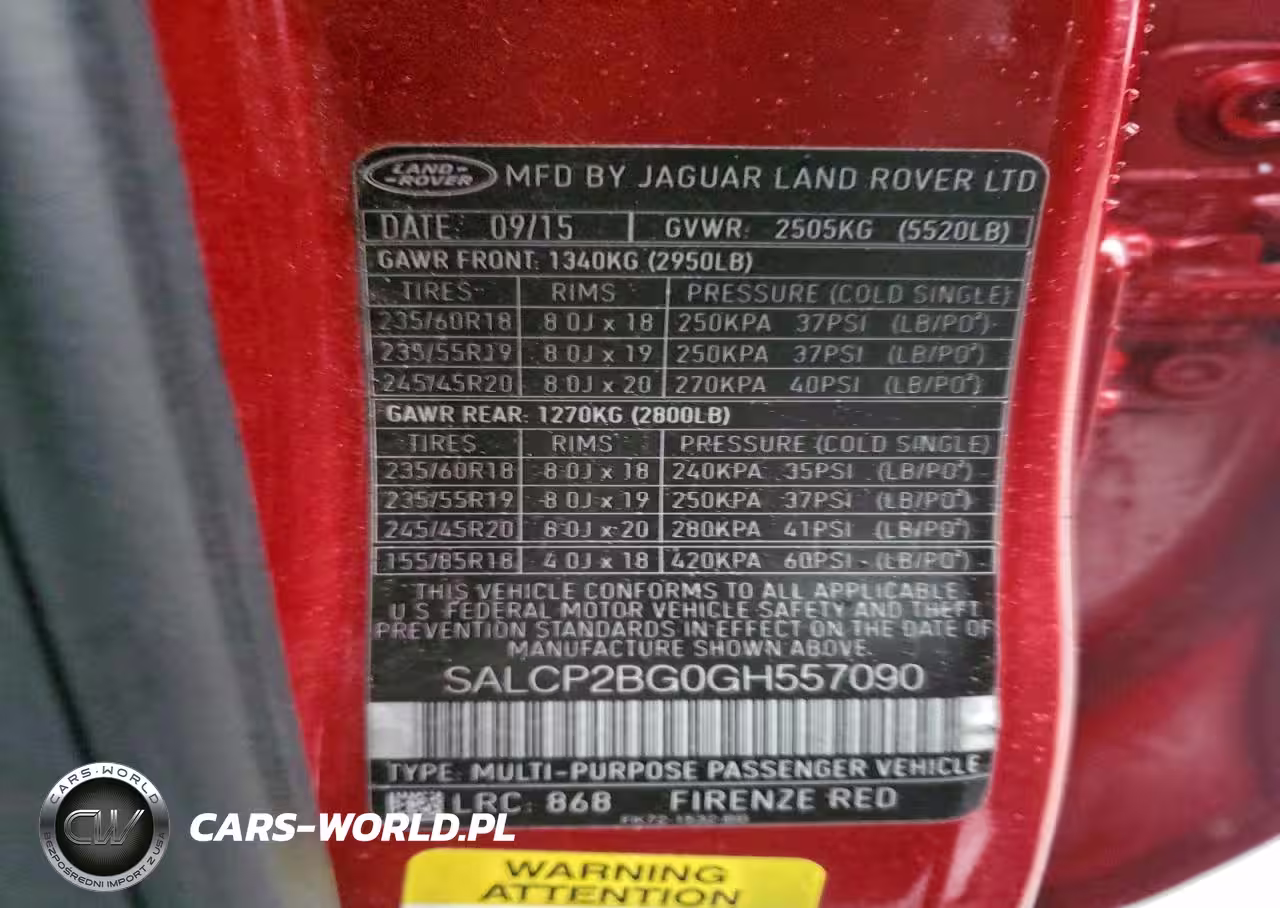 LAND-
-ROVER
MFD BY JAGUAR LAND ROVER LTD
DATE: 09/15 GVWR: 2505KG (5520LB)
GAWR FRONT: 1340KG (2950LB)
TIRES RIMS PRESSURE (COLD SINGLE)
235/60R18 8.0J x 18 250KPA 37PSI (LB/PO²)
235/55R19 8.0J x 19 250KPA 37PSI (LB/PO²)
245/45R20 8.0J x 20 270KPA 40PSI (LB/PO²)
GAWR REAR: 1270KG (2800LB)
TIRES RIMS PRESSURE (COLD SINGLE)
235/60R18 8.0J x 18 240KPA 35PSI (LB/PO²)
235/55R19 8.0J x 19 250KPA 37PSI (LB/PO²)
245/45R20 8.0J x 20 280KPA 41PSI (LB/PO²)
155/85R18 4.0J x 18 420KPA 60PSI (LB/PO²)
THIS VEHICLE CONFORMS TO ALL APPLICABLE
U.S. FEDERAL MOTOR VEHICLE SAFETY AND THEFT
PREVENTION STANDARDS IN EFFECT ON THE DATE OF
MANUFACTURE SHOWN ABOVE.
SALCP2BG0GH557090
TYPE: MULTI-PURPOSE PASSENGER VEHICLE
LRC: 868 FIRENZE RED
WARNING
ATTENTION
CARS-WORLD
CW
BEZPOŚREDNI IMPORT Z USA
CARS-WORLD.PL